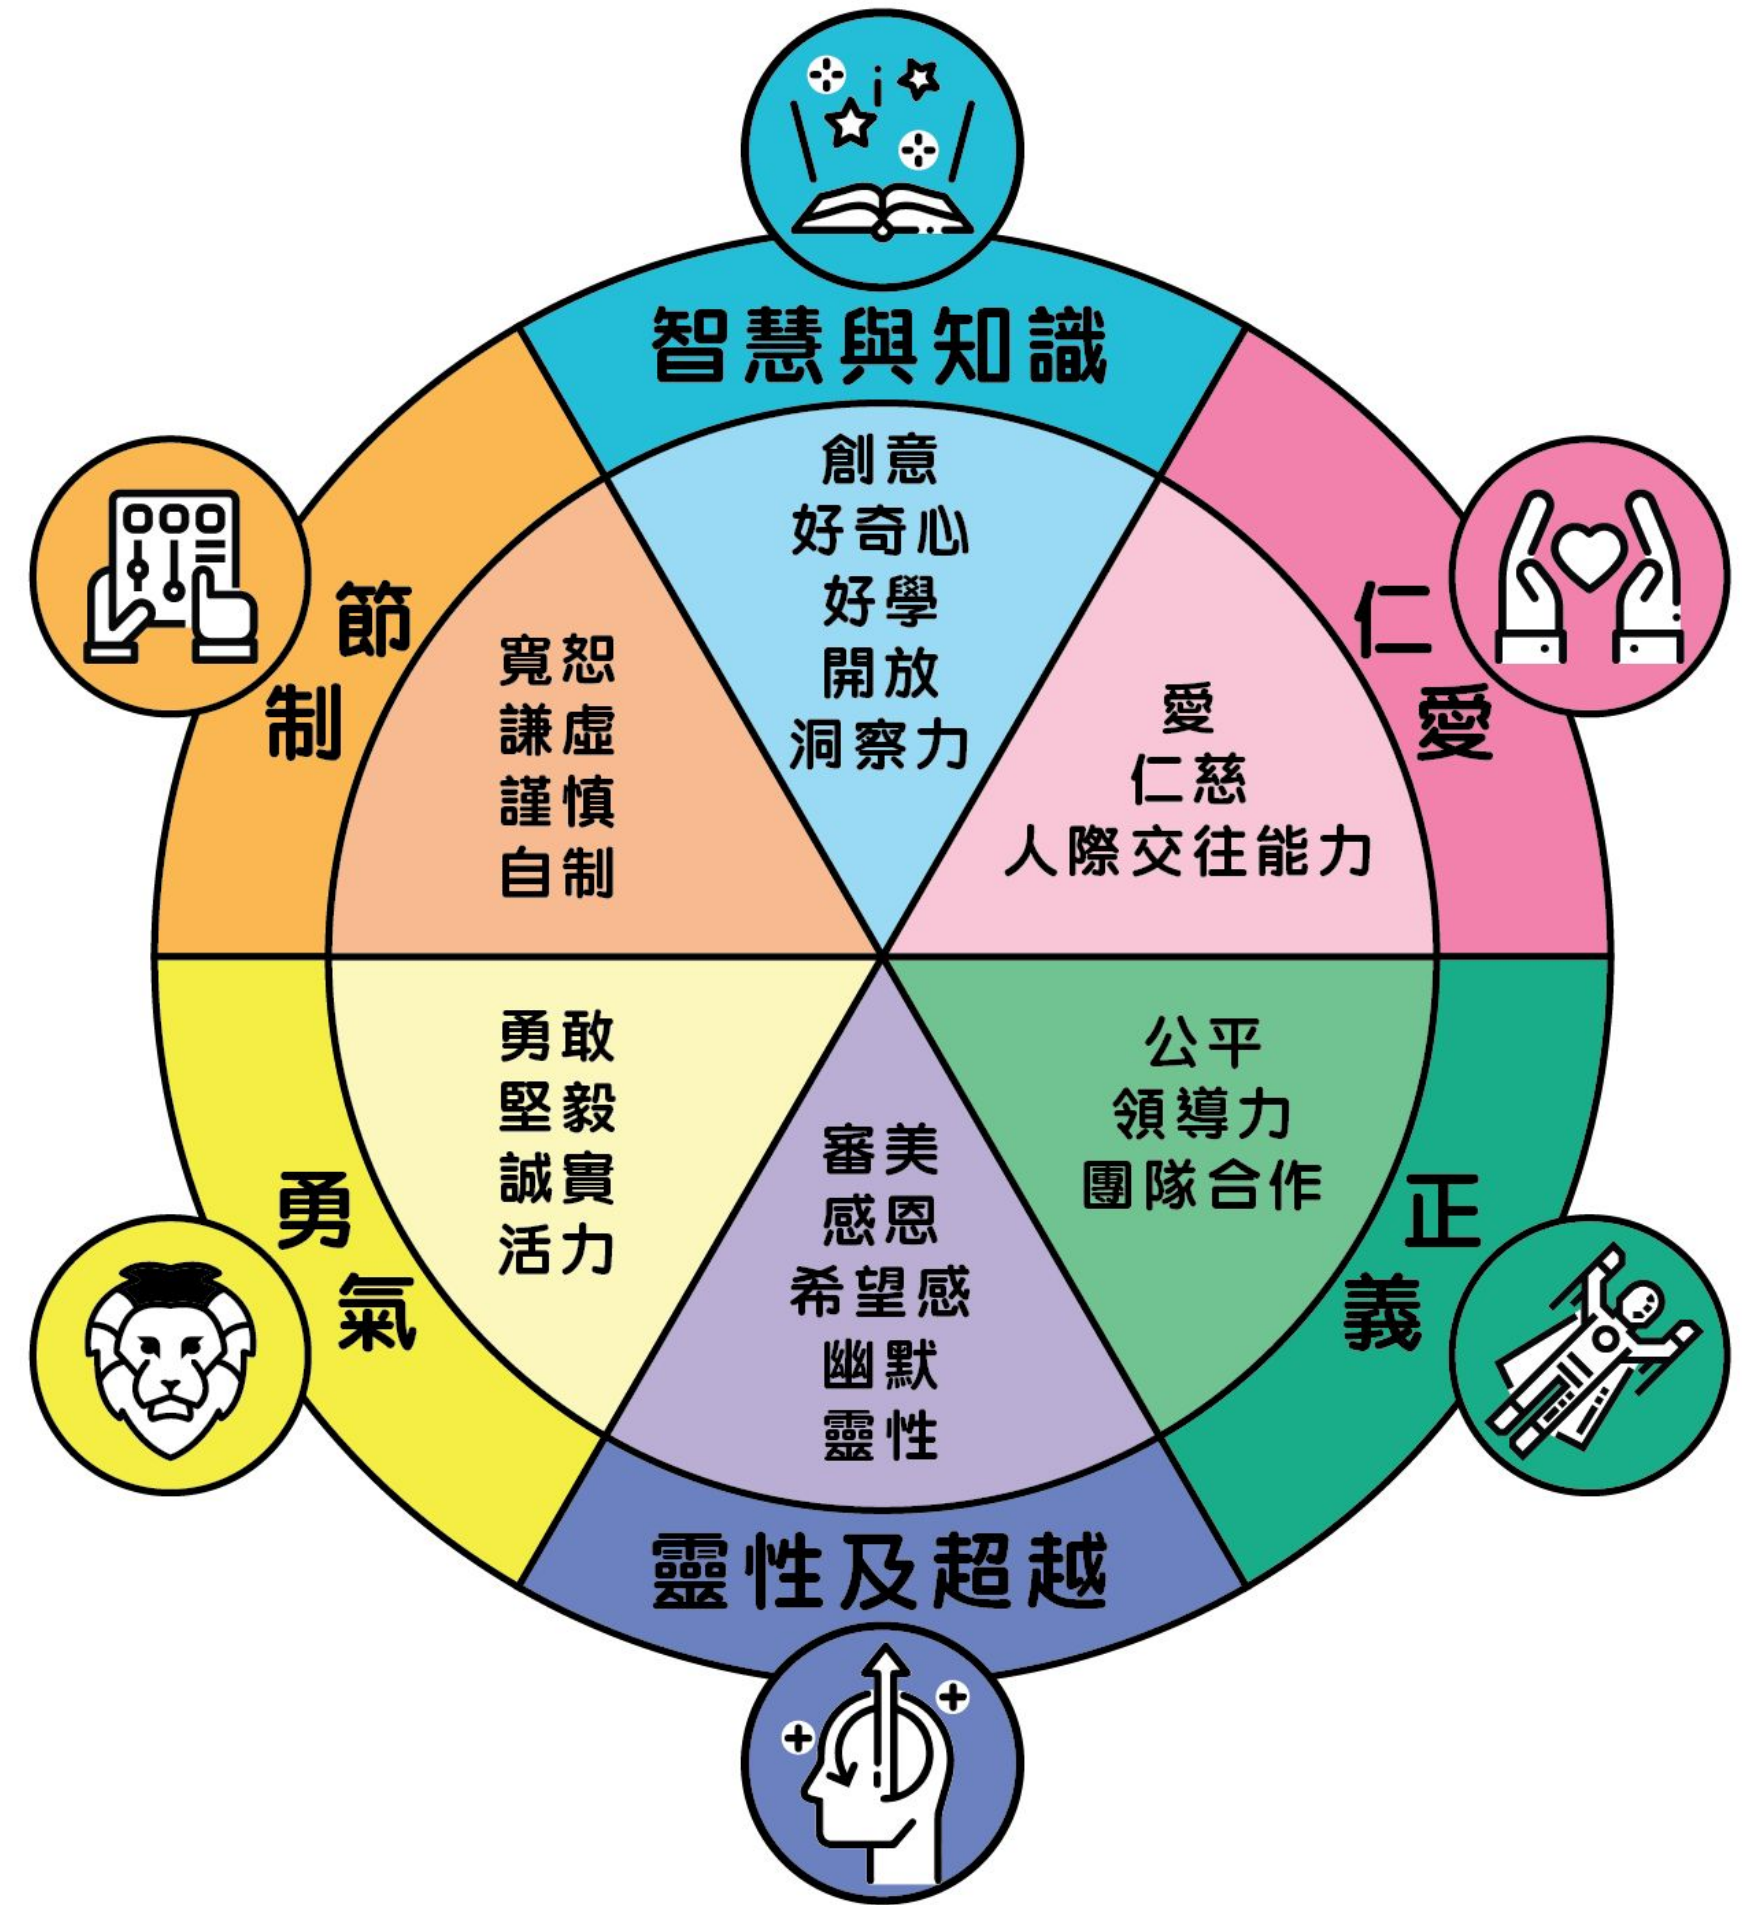 智慧與知識
創意
好奇心
好學
開放
洞察力
仁愛
愛
仁慈
人際交往能力
正義
公平
領導力
團隊合作
靈性及超越
審美
感恩
希望感
幽默
靈性
勇氣
勇敢
堅毅
誠實
活力
節制
寬恕
謙虛
謹慎
自制